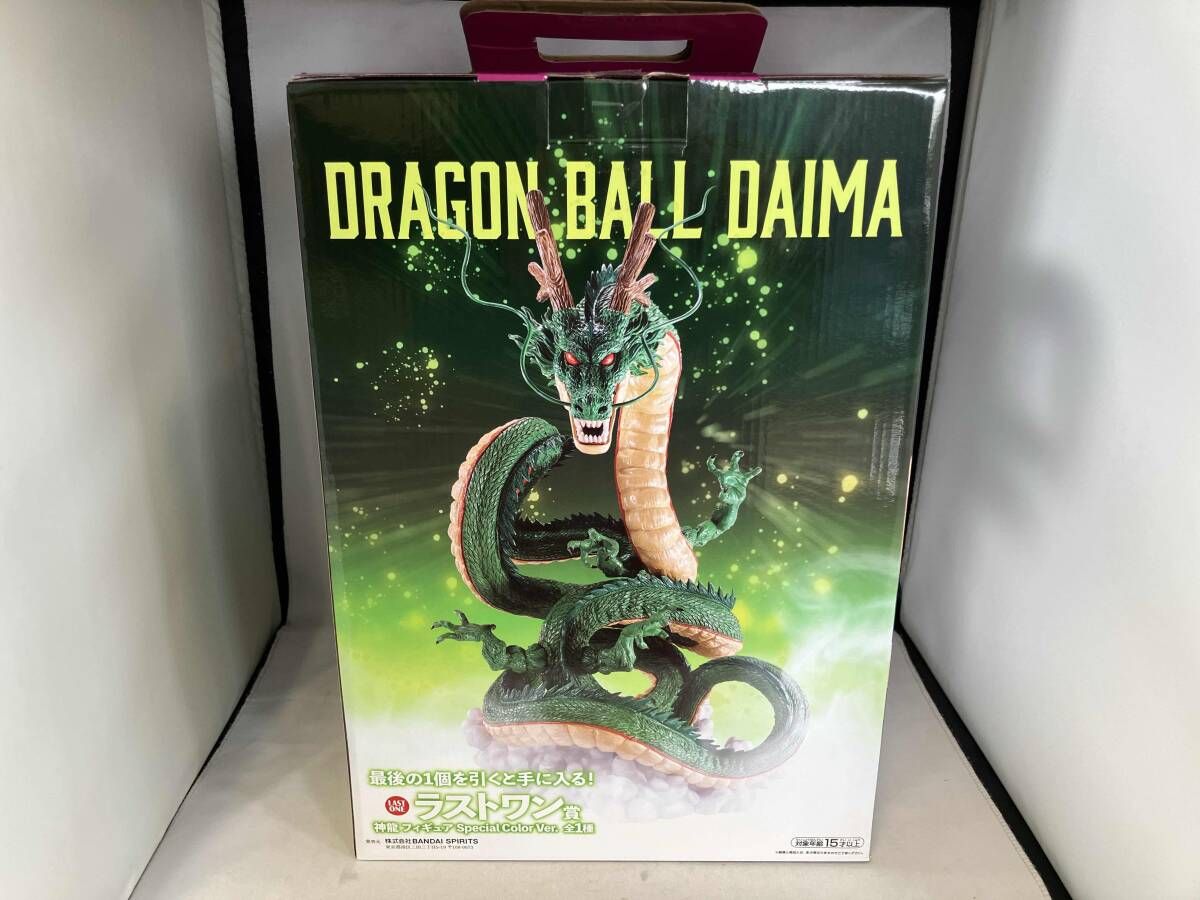 DRAGON BALL DAIMA
最後の1個を引くと手に入る!
LAST ONE ラストワン賞
神龍 フィギュア Special Color Ver. 全1種
発売元 株式会社BANDAI SPIRITS
対象年齢 15才以上